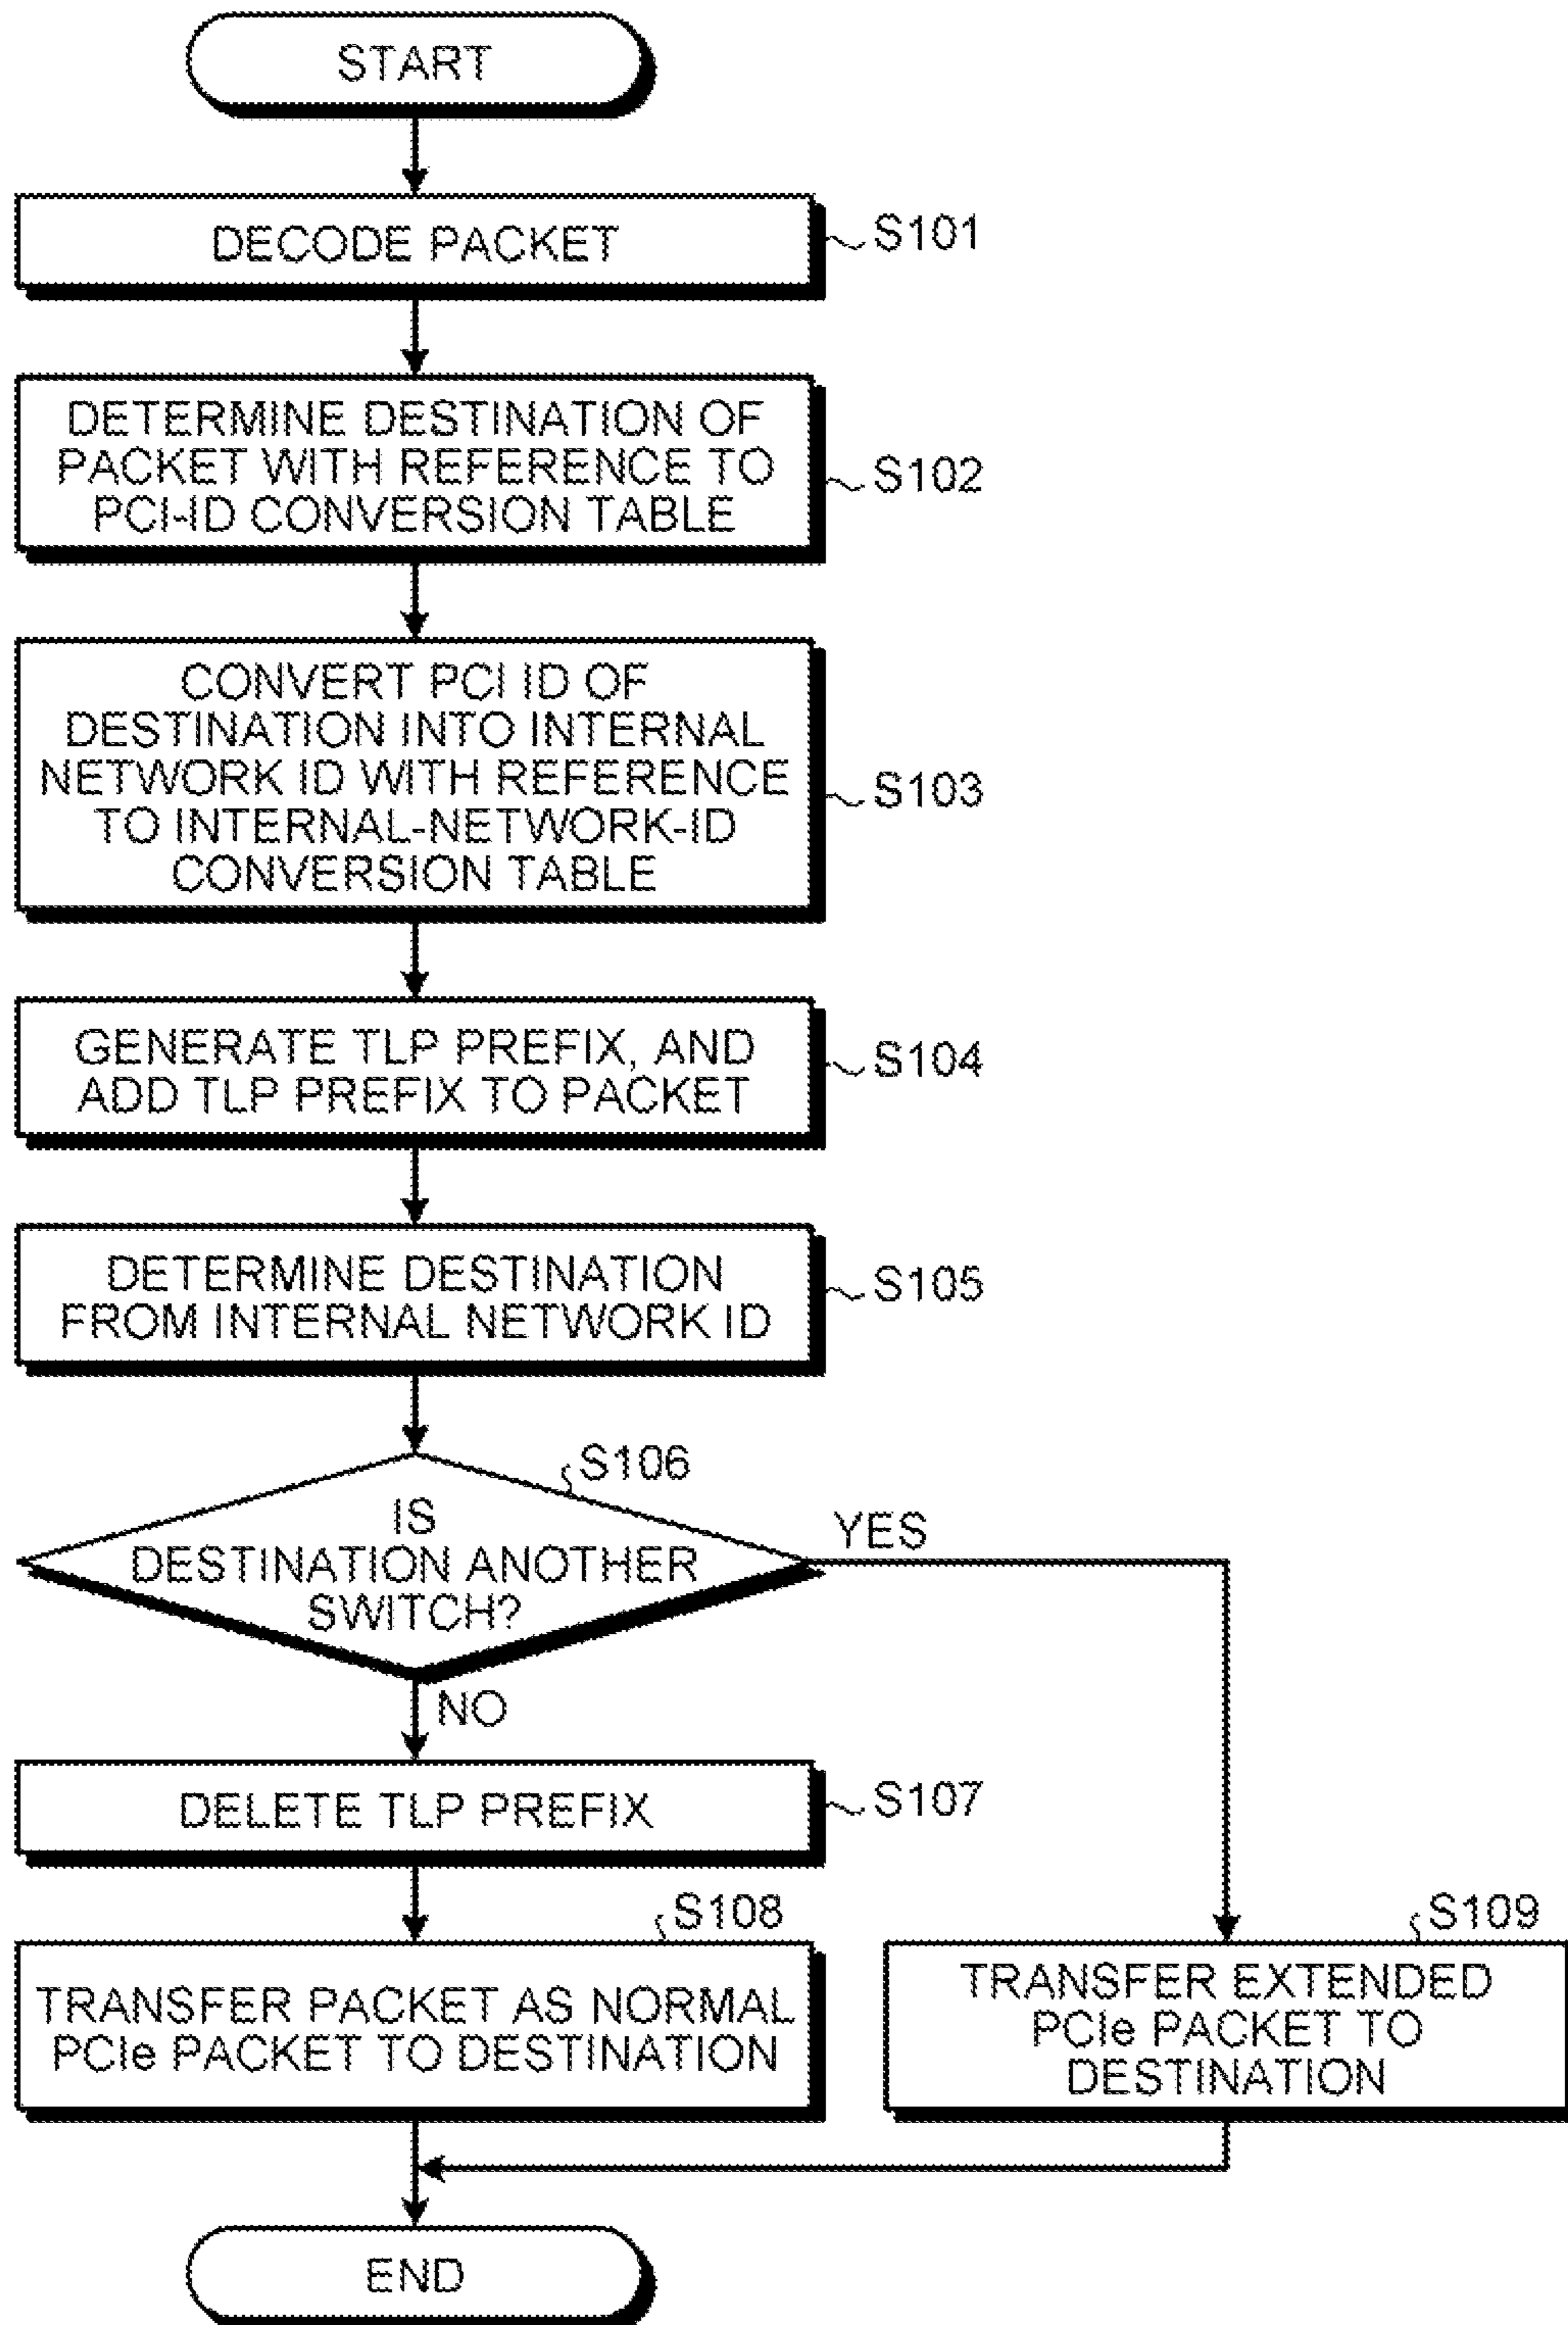 START
DECODE PACKET
S101
DETERMINE DESTINATION OF
PACKET WITH REFERENCE TO
PCI-ID CONVERSION TABLE
S102
CONVERT PCI ID OF
DESTINATION INTO INTERNAL
NETWORK ID WITH REFERENCE
TO INTERNAL-NETWORK-ID
CONVERSION TABLE
S103
GENERATE TLP PREFIX, AND
ADD TLP PREFIX TO PACKET
S104
DETERMINE DESTINATION
FROM INTERNAL NETWORK ID
S105
S106
IS
DESTINATION ANOTHER
SWITCH?
YES
NO
DELETE TLP PREFIX
S107
S108
TRANSFER PACKET AS NORMAL
PCIe PACKET TO DESTINATION
S109
TRANSFER EXTENDED
PCIe PACKET TO
DESTINATION
END